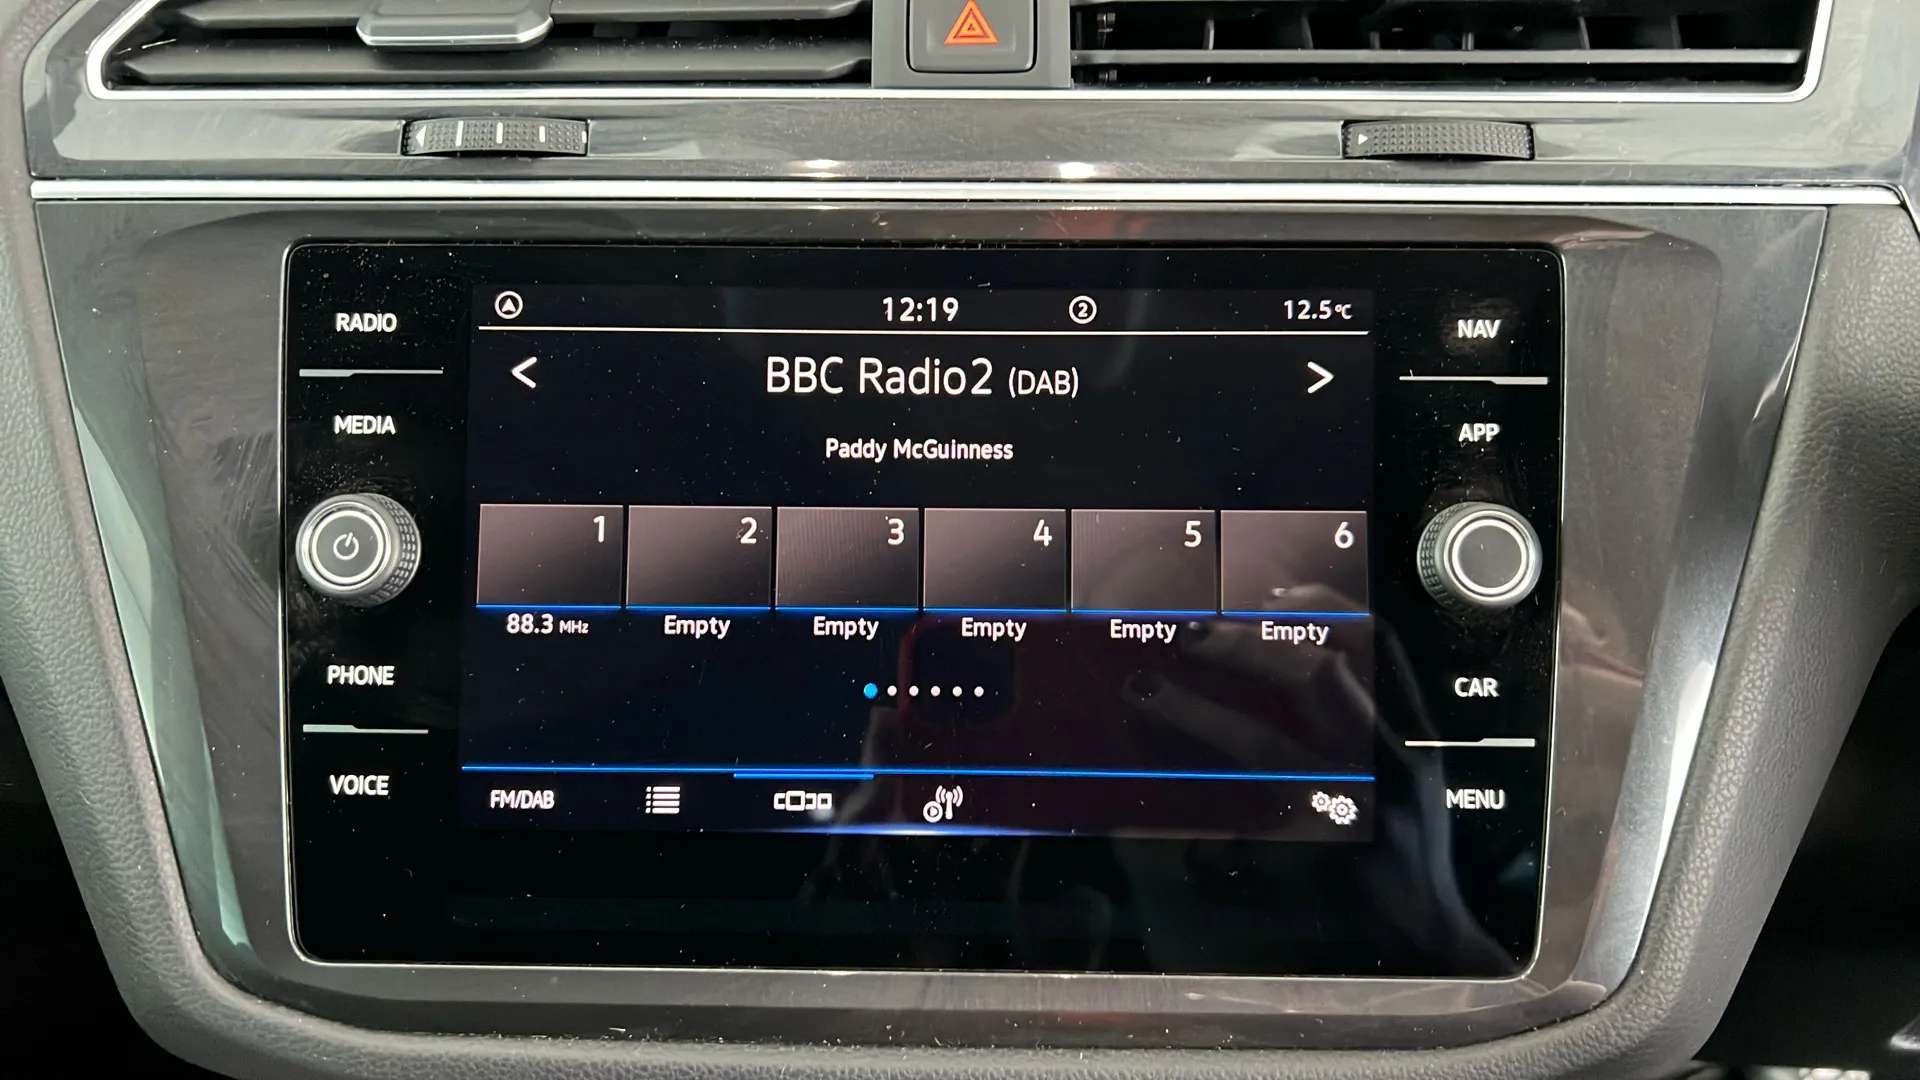 12:19 2 12.5°C
RADIO
NAV
< BBC Radio2 (DAB) >
MEDIA
APP
Paddy McGuinness
1 2 3 4 5 6
88.3 MHz Empty Empty Empty Empty Empty
PHONE
CAR
VOICE
MENU
FM/DAB